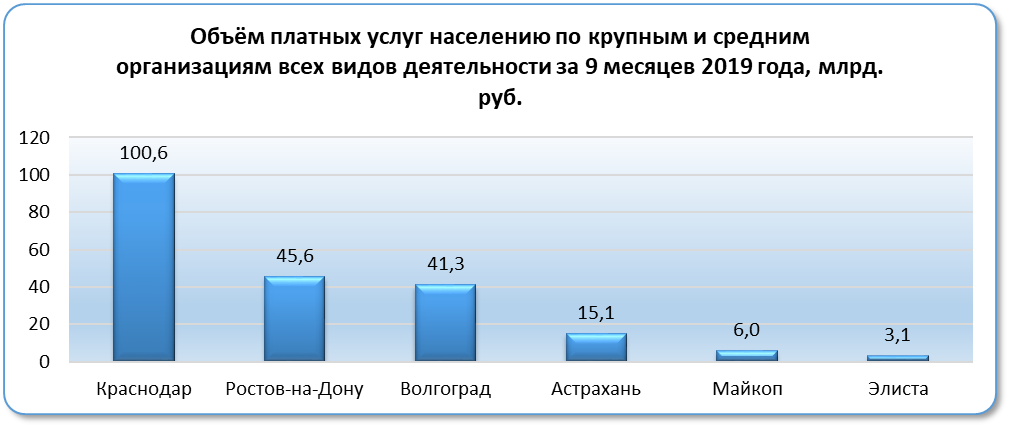 Объём платных услуг населению по крупным и средним
организациям всех видов деятельности за 9 месяцев 2019 года, млрд.
руб.
120
100
80
60
40
20
0
100,6
45,6
41,3
15,1
6,0
3,1
Краснодар
Ростов-на-Дону
Волгоград
Астрахань
Майкоп
Элиста